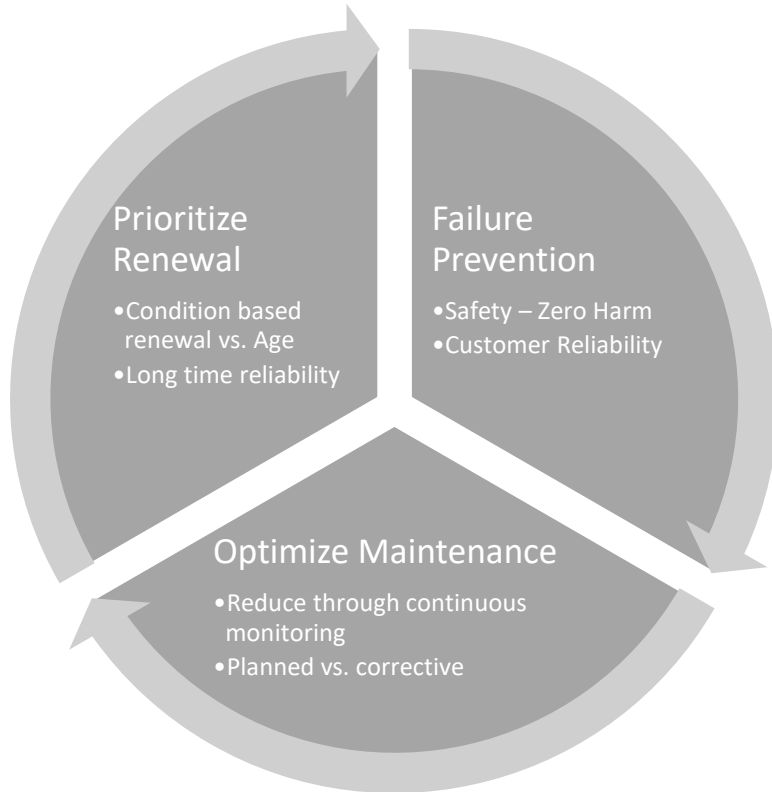 Prioritize
Renewal
•Condition based
renewal vs. Age
•Long time reliability
Failure
Prevention
•Safety – Zero Harm
•Customer Reliability
Optimize Maintenance
•Reduce through continuous
monitoring
•Planned vs. corrective